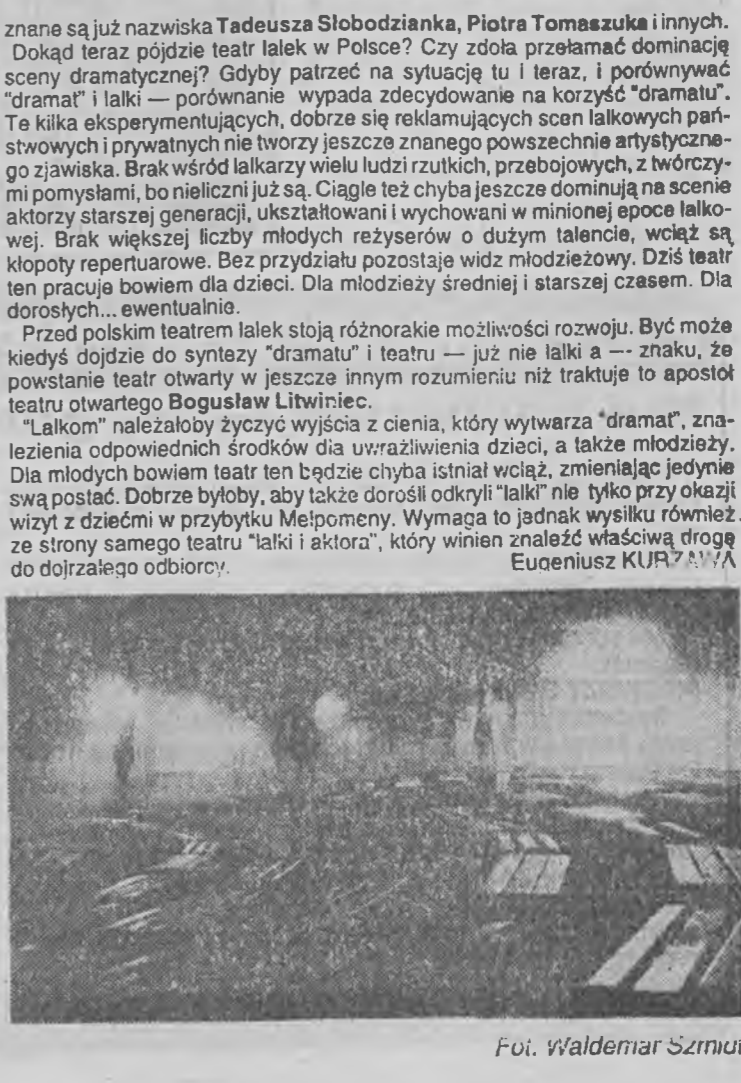 znane są już nazwiska Tadeusza Słobodzianka, Piotra Tomaszuka i innych.
Dokąd teraz pójdzie teatr lalek w Polsce? Czy zdoła przełamać dominację
sceny dramatycznej? Gdyby patrzeć na sytuację tu i teraz, i porównywać
"dramat" i lalki — porównanie wypada zdecydowanie na korzyść "dramatu".
Te kilka eksperymentujących, dobrze się reklamujących scen lalkowych pań-
stwowych i prywatnych nie tworzy jeszcze znanego powszechnie artystyczne-
go zjawiska. Brak wśród lalkarzy wielu ludzi rzutkich, przebojowych, z twórczy-
mi pomysłami, bo nieliczni już są. Ciągle też chyba jeszcze dominują na scenie
aktorzy starszej generacji, ukształtowani i wychowani w minionej epoce lalko-
wej. Brak większej liczby młodych reżyserów o dużym talencie, wciąż są
kłopoty repertuarowe. Bez przydziału pozostaje widz młodzieżowy. Dziś teatr
ten pracuje bowiem dla dzieci. Dla młodzieży średniej i starszej czasem. Dla
dorosłych... ewentualnie.
Przed polskim teatrem lalek stoją różnorakie możliwości rozwoju. Być może
kiedyś dojdzie do syntezy "dramatu" i teatru — już nie lalki a — znaku, że
powstanie teatr otwarty w jeszcze innym rozumieniu niż traktuje to apostoł
teatru otwartego Bogusław Litwiniec.
"Lalkom" należałoby życzyć wyjścia z cienia, który wytwarza "dramat", zna-
lezienia odpowiednich środków dla uwrażliwienia dzieci, a także młodzieży.
Dla młodych bowiem teatr ten będzie chyba istniał wciąż, zmieniając jedynie
swą postać. Dobrze byłoby, aby także dorośli odkryli "lalki" nie tylko przy okazji
wizyt z dziećmi w przybytku Melpomeny. Wymaga to jednak wysiłku również
ze strony samego teatru "lalki i aktora", który winien znaleźć właściwą drogę
do dojrzałego odbiorcy.
Eugeniusz KURZAWA
Fot. Waldemar